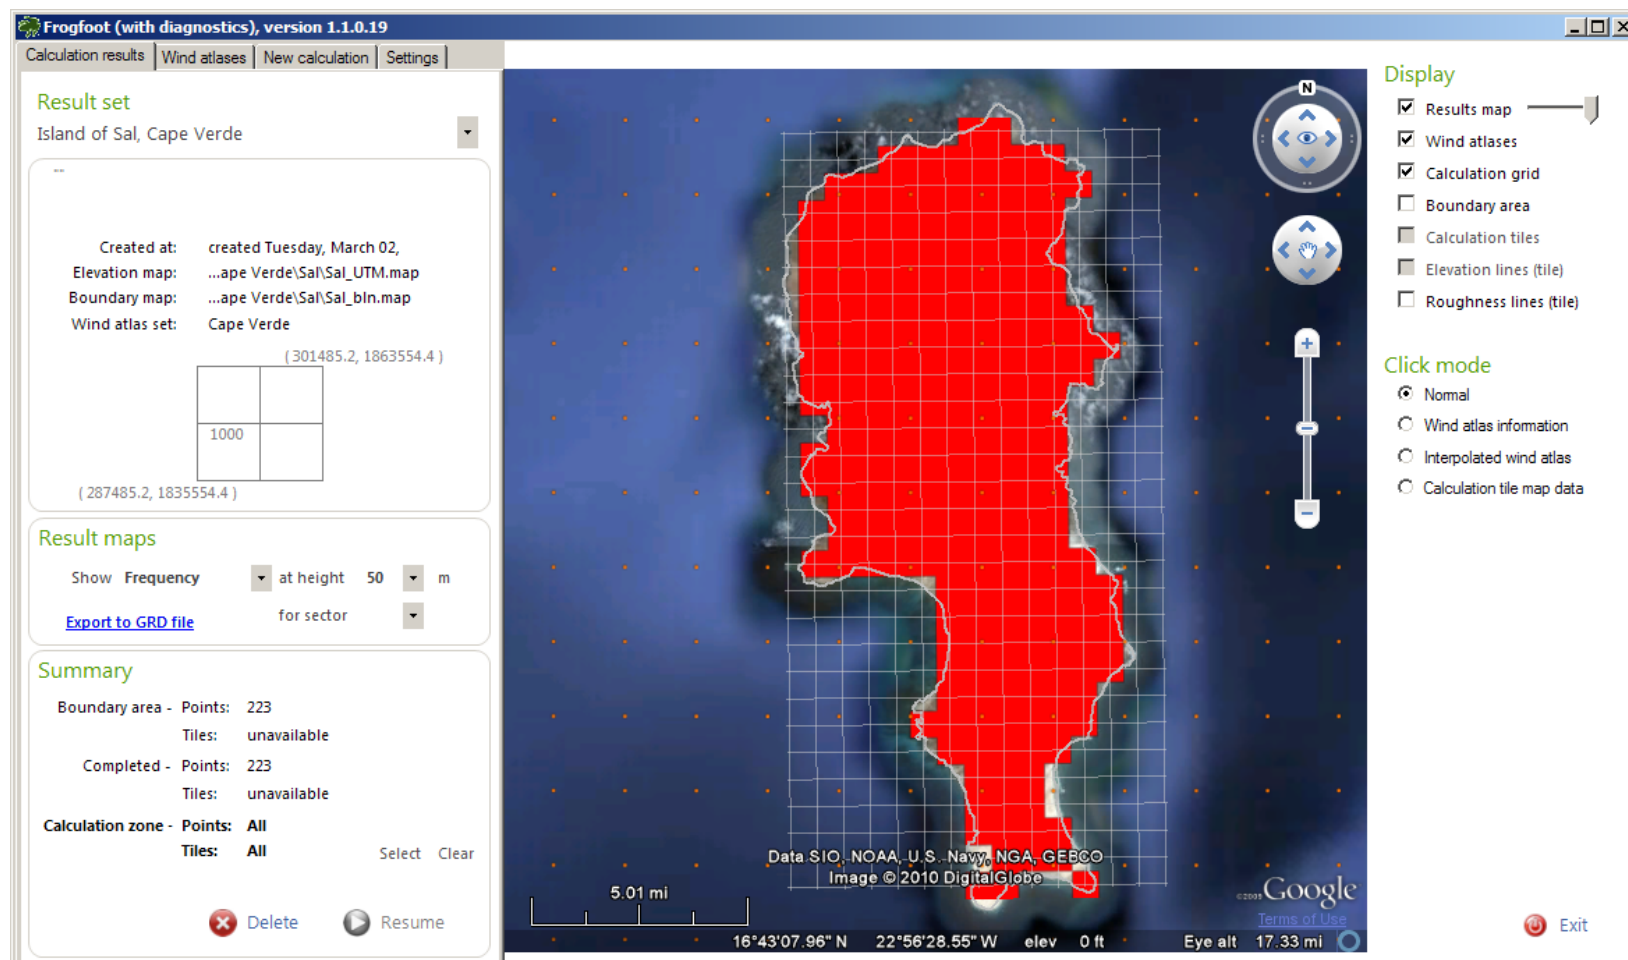 Frogfoot (with diagnostics), version 1.1.0.19
Calculation results
Wind atlases
New calculation
Settings
Result set
Island of Sal, Cape Verde
--
Created at: created Tuesday, March 02,
Elevation map: ...ape Verde\Sal\Sal_UTM.map
Boundary map: ...ape Verde\Sal\Sal_bln.map
Wind atlas set: Cape Verde
( 301485.2, 1863554.4 )
1000
( 287485.2, 1835554.4 )
Result maps
Show Frequency at height 50 m
for sector
Export to GRD file
Summary
Boundary area - Points: 223
Tiles: unavailable
Completed - Points: 223
Tiles: unavailable
Calculation zone - Points: All
Tiles: All
Select Clear
Delete
Resume
N
Data SIO, NOAA, U.S. Navy, NGA, GEBCO
Image © 2010 DigitalGlobe
5.01 mi
©2009 Google
Terms of Use
16°43'07.96" N 22°56'28.55" W elev 0 ft Eye alt 17.33 mi
Display
Results map
Wind atlases
Calculation grid
Boundary area
Calculation tiles
Elevation lines (tile)
Roughness lines (tile)
Click mode
Normal
Wind atlas information
Interpolated wind atlas
Calculation tile map data
Exit